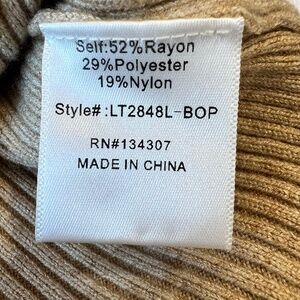 Self:52%Rayon
29%Polyester
19%Nylon
Style#:LT2848L-BOP
RN#134307
MADE IN CHINA